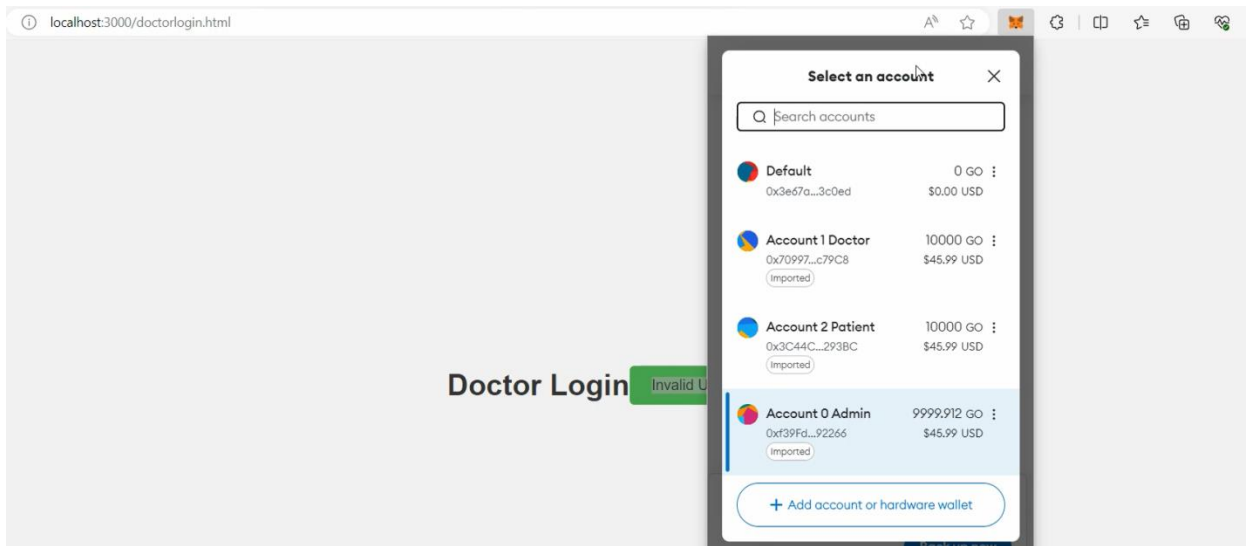 localhost:3000/doctorlogin.html
Select an account
Search accounts
Default 0 GO
0x3e67a...3c0ed $0.00 USD
Account 1 Doctor 10000 GO
0x70997...c79C8 $45.99 USD
Imported
Account 2 Patient 10000 GO
0x3C44C...293BC $45.99 USD
Imported
Doctor Login Invalid U
Account 0 Admin 9999.912 GO
0xf39Fd...92266 $45.99 USD
Imported
+ Add account or hardware wallet